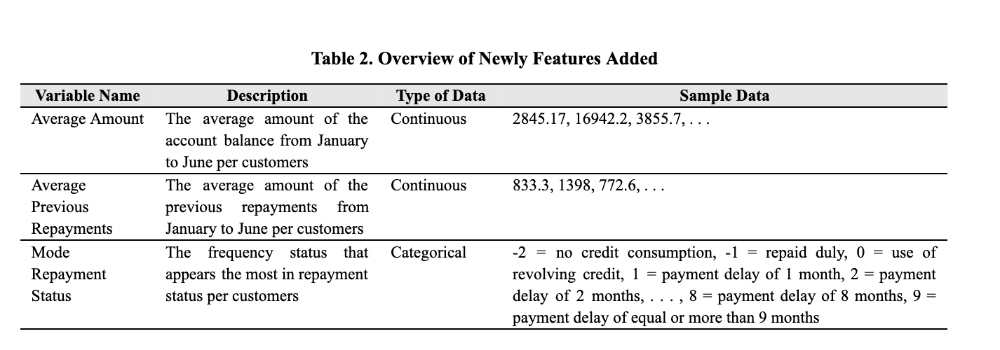 Table 2. Overview of Newly Features Added
Variable Name Description Type of Data Sample Data
Average Amount The average amount of the Continuous 2845.17, 16942.2, 3855.7, . . .
account balance from January
to June per customers
Average The average amount of the Continuous 833.3, 1398, 772.6, . . .
Previous previous repayments from
Repayments January to June per customers
Mode The frequency status that Categorical -2 = no credit consumption, -1 = repaid duly, 0 = use of
Repayment appears the most in repayment revolving credit, 1 = payment delay of 1 month, 2 = payment
Status status per customers delay of 2 months, . . . , 8 = payment delay of 8 months, 9 =
payment delay of equal or more than 9 months